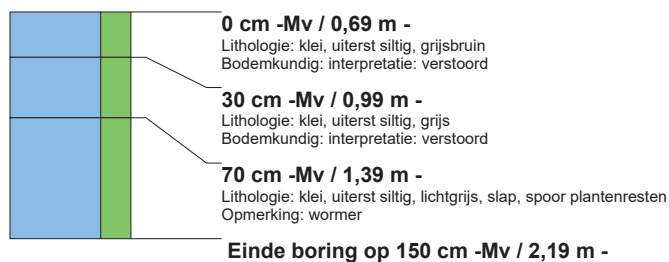 0 cm -Mv / 0,69 m -
Lithologie: klei, uiterst siltig, grijsbruin
Bodemkundig: interpretatie: verstoord
30 cm -Mv / 0,99 m -
Lithologie: klei, uiterst siltig, grijs
Bodemkundig: interpretatie: verstoord
70 cm -Mv / 1,39 m -
Lithologie: klei, uiterst siltig, lichtgrijs, slap, spoor plantenresten
Opmerking: wormer
Einde boring op 150 cm -Mv / 2,19 m -